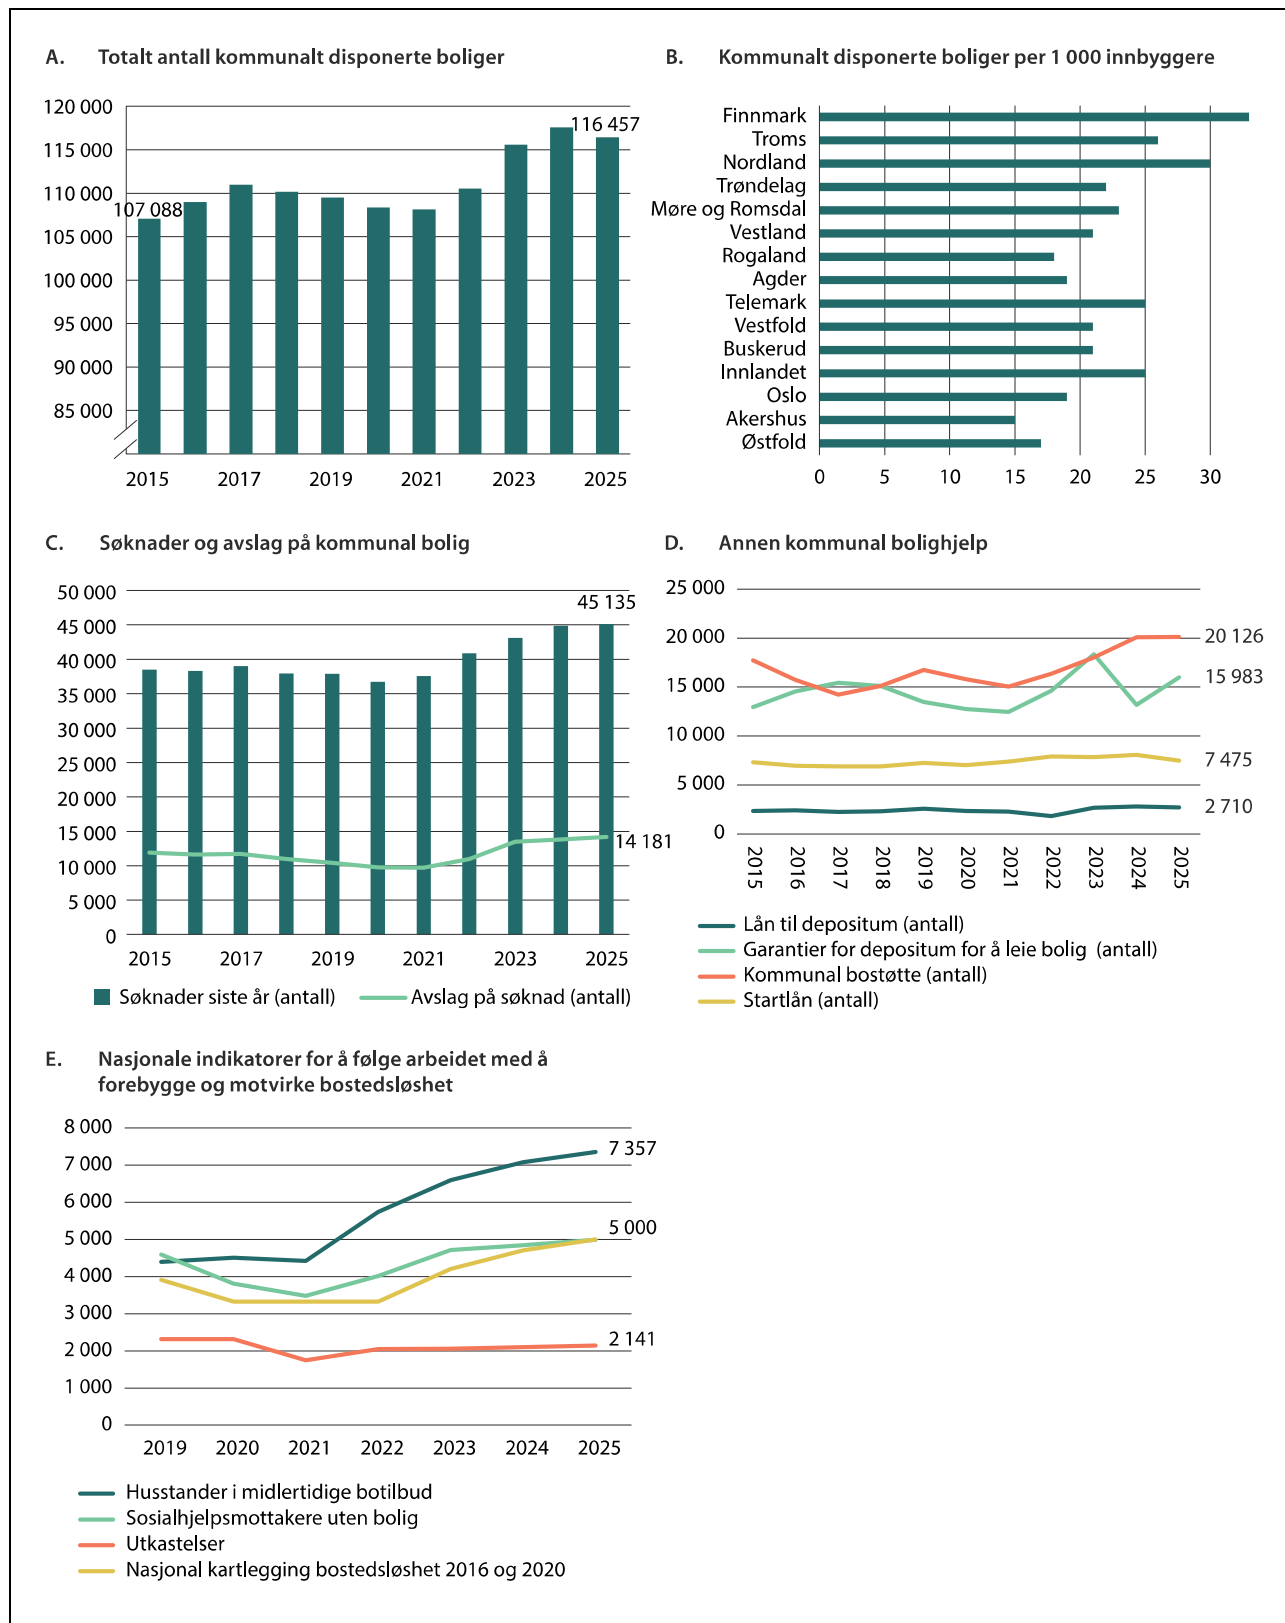 A. Totalt antall kommunalt disponerte boliger
120 000
115 000
110 000
105 000
100 000
95 000
90 000
85 000
107 088
116 457
2015 2017 2019 2021 2023 2025
B. Kommunalt disponerte boliger per 1 000 innbyggere
Finnmark
Troms
Nordland
Trøndelag
Møre og Romsdal
Vestland
Rogaland
Agder
Telemark
Vestfold
Buskerud
Innlandet
Oslo
Akershus
Østfold
0 5 10 15 20 25 30
C. Søknader og avslag på kommunal bolig
50 000
45 000
40 000
35 000
30 000
25 000
20 000
15 000
10 000
5 000
0
45 135
14 181
2015 2017 2019 2021 2023 2025
Søknader siste år (antall) Avslag på søknad (antall)
D. Annen kommunal bolighjelp
25 000
20 000
15 000
10 000
5 000
0
20 126
15 983
7 475
2 710
2015 2016 2017 2018 2019 2020 2021 2022 2023 2024 2025
Lån til depositum (antall)
Garantier for depositum for å leie bolig (antall)
Kommunal bostøtte (antall)
Startlån (antall)
E. Nasjonale indikatorer for å følge arbeidet med å
forebygge og motvirke bostedsløshet
8 000
7 000
6 000
5 000
4 000
3 000
2 000
1 000
0
7 357
5 000
2 141
2019 2020 2021 2022 2023 2024 2025
Husstander i midlertidige botilbud
Sosialhjelpsmottakere uten bolig
Utkastelser
Nasjonal kartlegging bostedsløshet 2016 og 2020